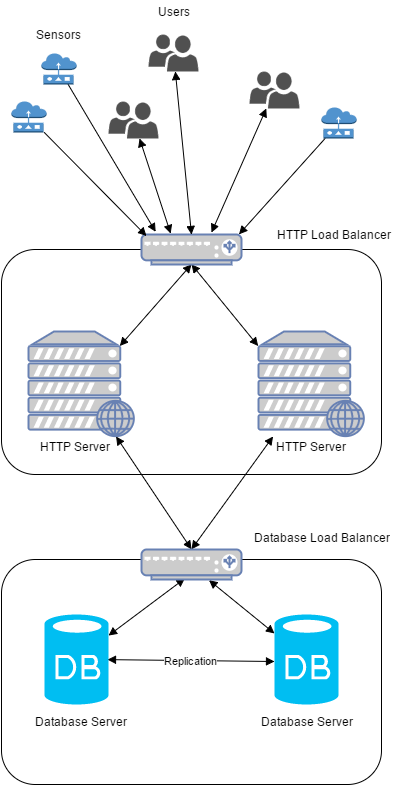 Users
Sensors
HTTP Load Balancer
HTTP Server
HTTP Server
Database Load Balancer
DB
DB
Replication
Database Server
Database Server